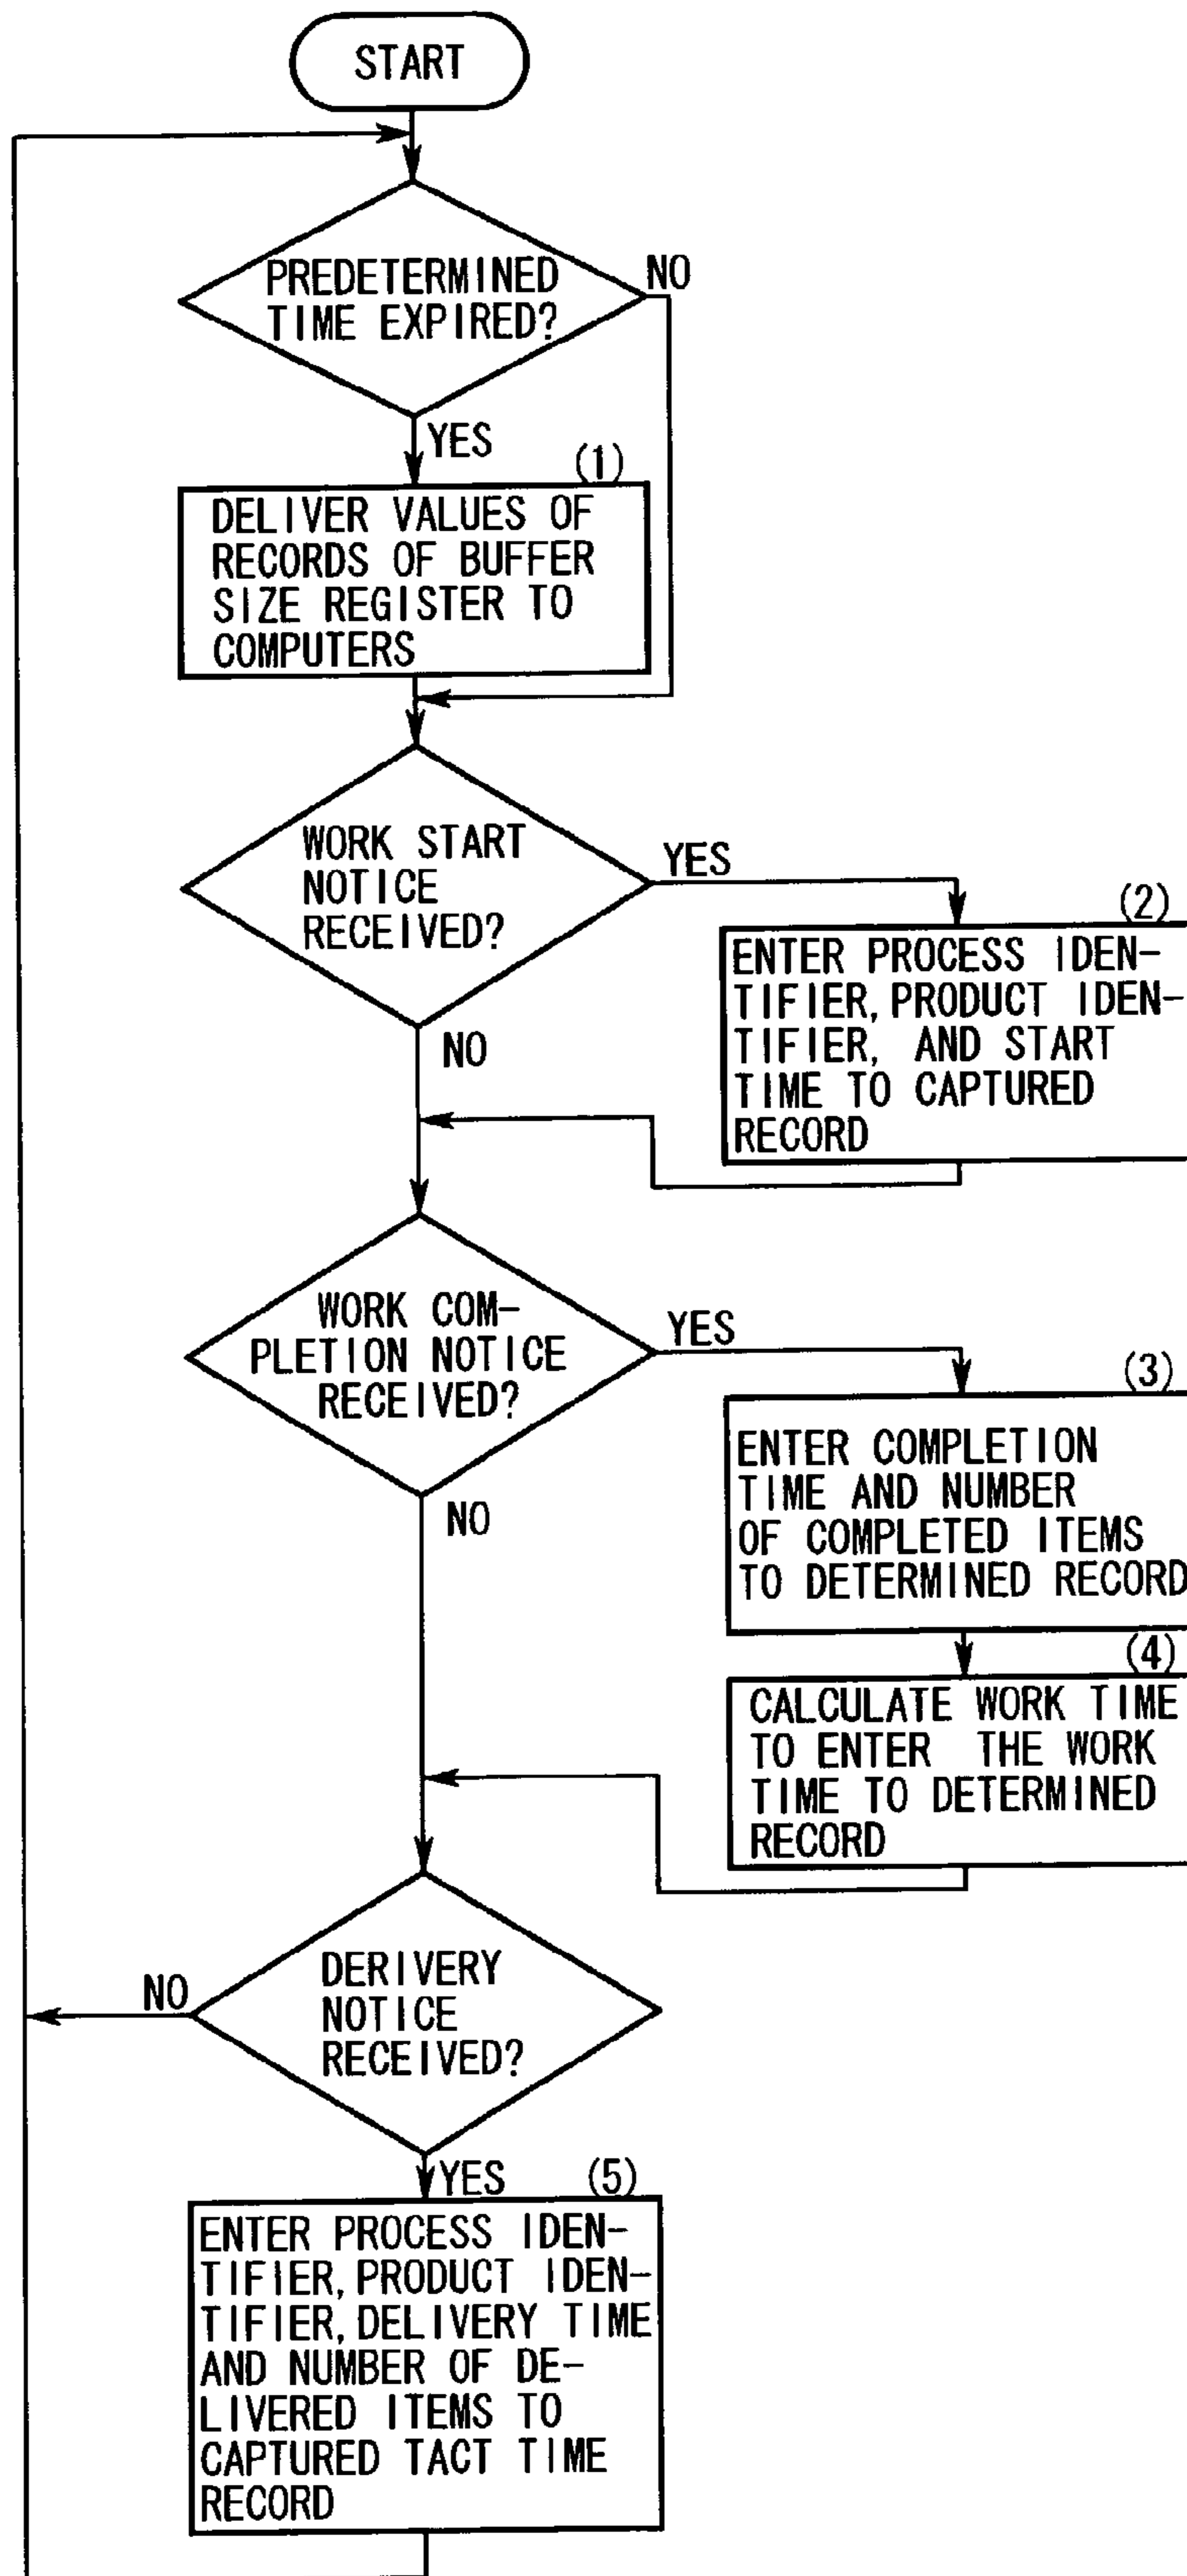 START
PREDETERMINED
TIME EXPIRED?
NO
YES
(1)
DELIVER VALUES OF
RECORDS OF BUFFER
SIZE REGISTER TO
COMPUTERS
WORK START
NOTICE
RECEIVED?
YES
NO
(2)
ENTER PROCESS IDEN-
TIFIER, PRODUCT IDEN-
TIFIER, AND START
TIME TO CAPTURED
RECORD
WORK COM-
PLETION NOTICE
RECEIVED?
YES
NO
(3)
ENTER COMPLETION
TIME AND NUMBER
OF COMPLETED ITEMS
TO DETERMINED RECORD
(4)
CALCULATE WORK TIME
TO ENTER THE WORK
TIME TO DETERMINED
RECORD
DERIVERY
NOTICE
RECEIVED?
NO
YES
(5)
ENTER PROCESS IDEN-
TIFIER, PRODUCT IDEN-
TIFIER, DELIVERY TIME
AND NUMBER OF DE-
LIVERED ITEMS TO
CAPTURED TACT TIME
RECORD